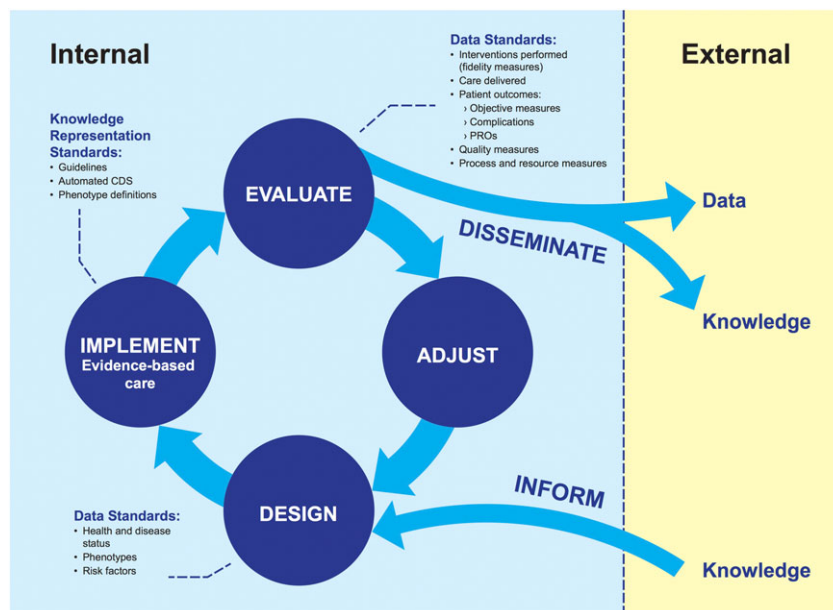 Internal
External
Data Standards:
• Interventions performed
(fidelity measures)
• Care delivered
• Patient outcomes:
› Objective measures
› Complications
› PROs
• Quality measures
• Process and resource measures
Knowledge
Representation
Standards:
• Guidelines
• Automated CDS
• Phenotype definitions
EVALUATE
DISSEMINATE
Data
Knowledge
IMPLEMENT
Evidence-based
care
ADJUST
DESIGN
INFORM
Knowledge
Data Standards:
• Health and disease
status
• Phenotypes
• Risk factors